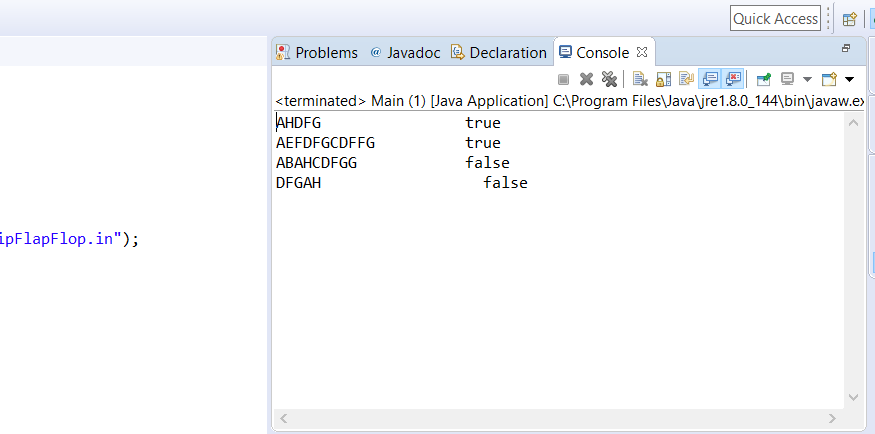 Quick Access
Problems @ Javadoc Declaration Console
<terminated> Main (1) [Java Application] C:\Program Files\Java\jre1.8.0_144\bin\javaw.ex
AHDFG true
AEFDFGCDFFG true
ABAHCDFGG false
DFGAH false
ipFlapFlop.in");